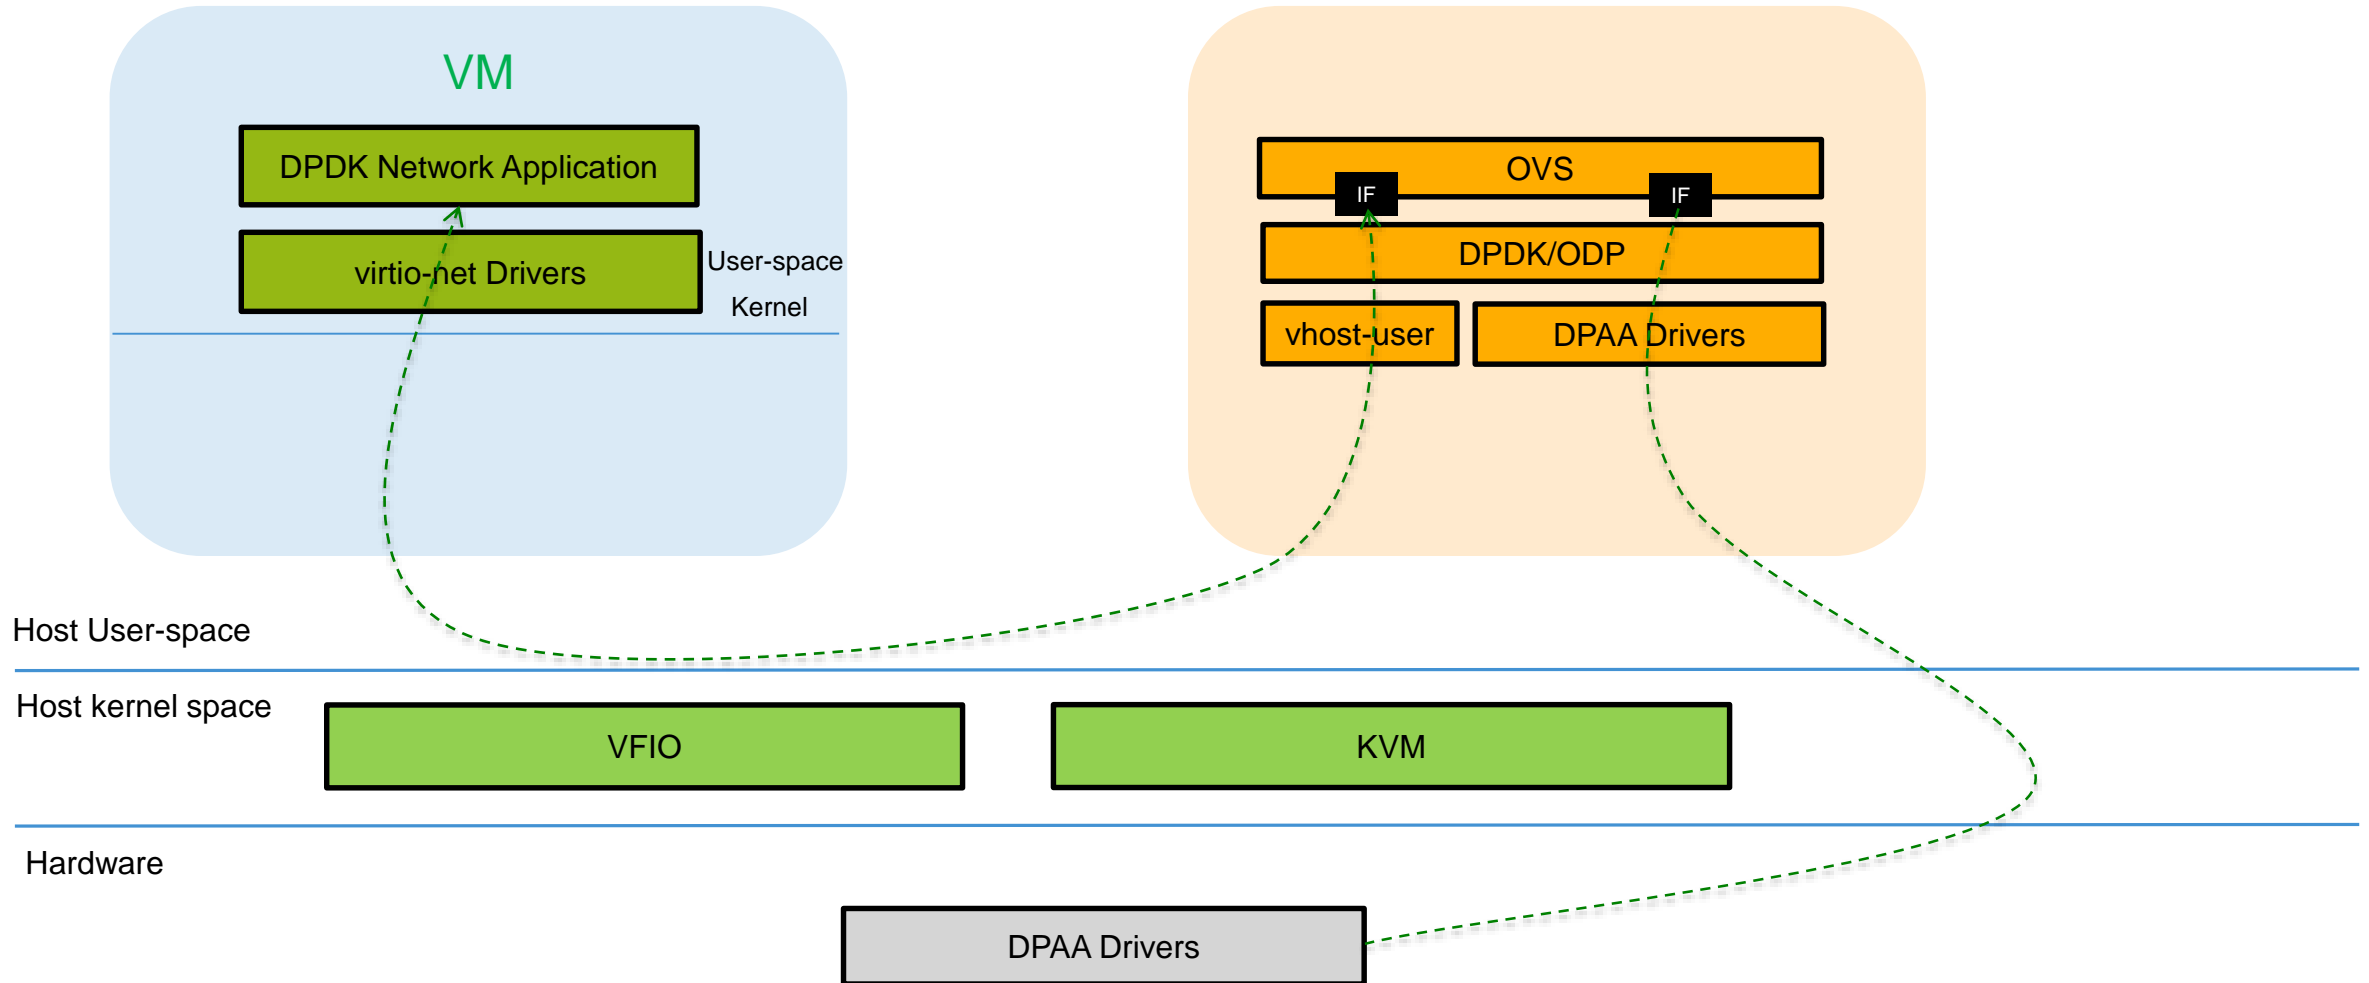 VM
DPDK Network Application
virtio-net Drivers
User-space
Kernel
OVS
IF
IF
DPDK/ODP
vhost-user
DPAA Drivers
Host User-space
Host kernel space
VFIO
KVM
Hardware
DPAA Drivers